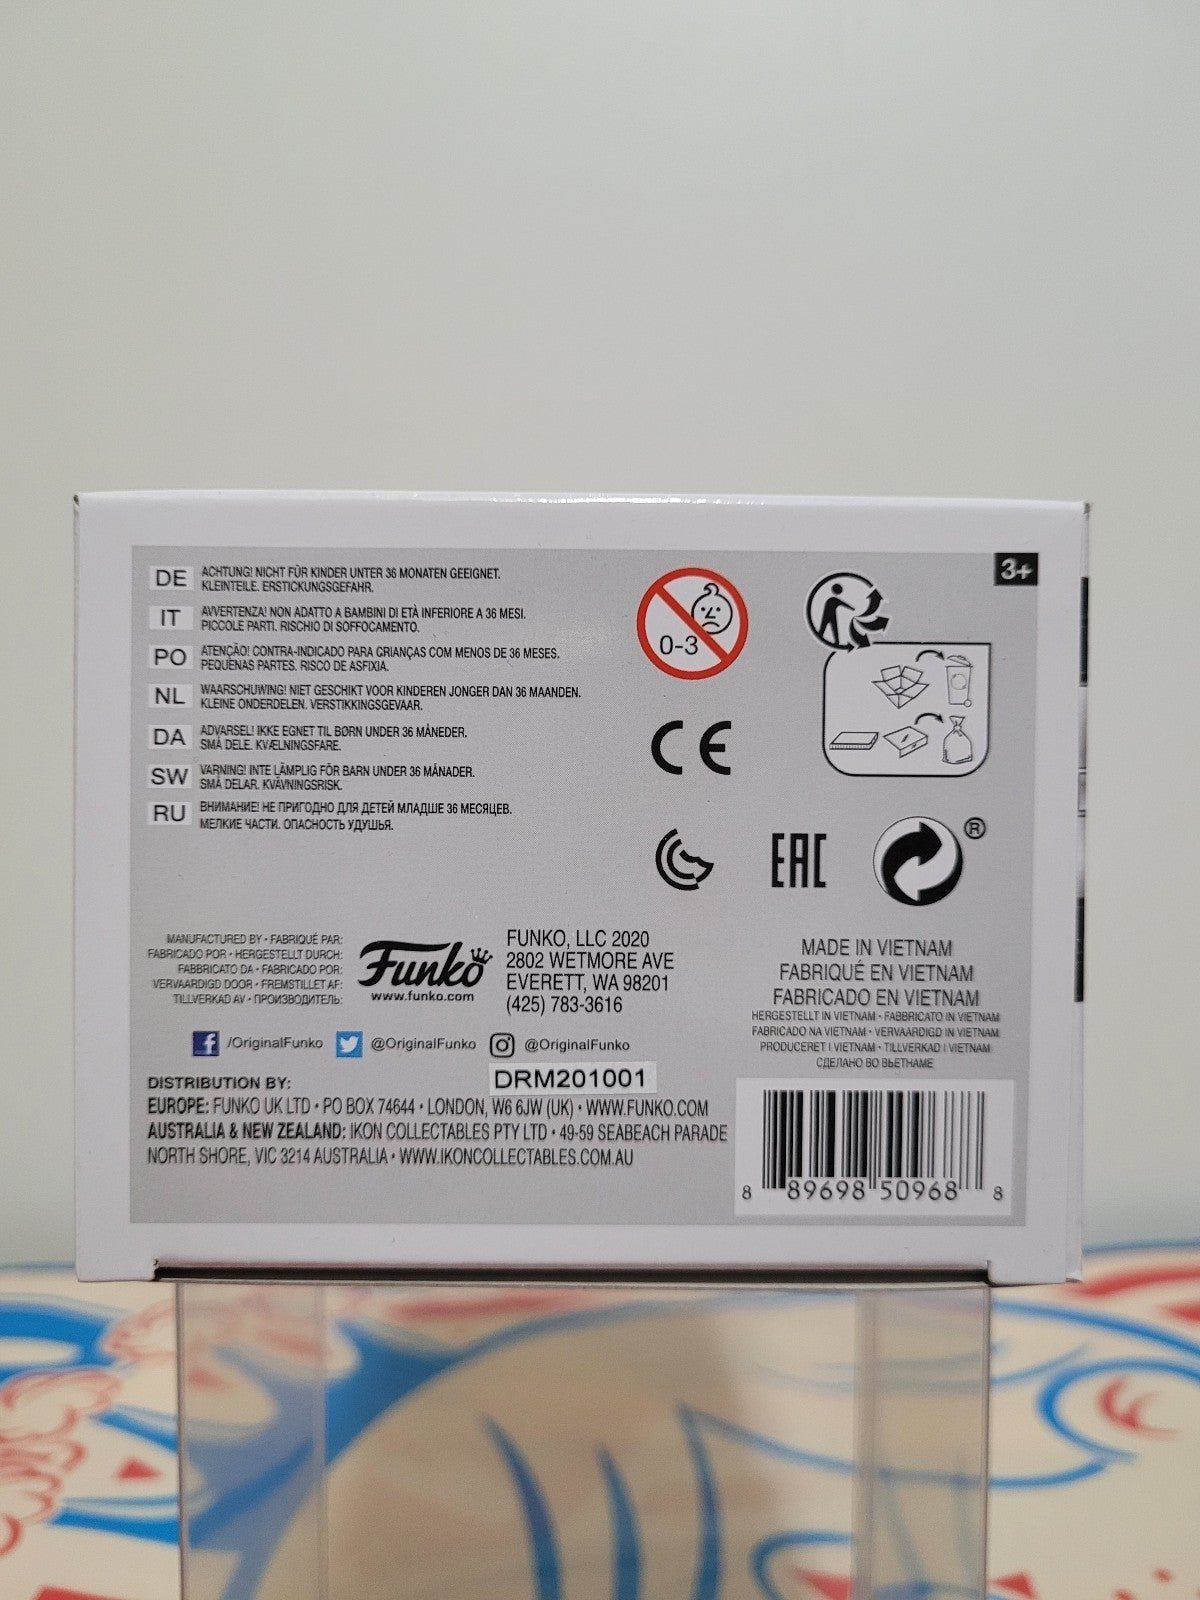 3+
DE
ACHTUNG! NICHT FÜR KINDER UNTER 36 MONATEN GEEIGNET.
KLEINTEILE. ERSTICKUNGSGEFAHR.
IT
AVVERTENZA! NON ADATTO A BAMBINI DI ETÀ INFERIORE A 36 MESI.
PICCOLE PARTI. RISCHIO DI SOFFOCAMENTO.
PO
ATENÇÃO! CONTRA-INDICADO PARA CRIANÇAS COM MENOS DE 36 MESES.
PEQUENAS PARTES. RISCO DE ASFIXIA.
NL
WAARSCHUWING! NIET GESCHIKT VOOR KINDEREN JONGER DAN 36 MAANDEN.
KLEINE ONDERDELEN. VERSTIKKINGSGEVAAR.
DA
ADVARSEL! IKKE EGNET TIL BØRN UNDER 36 MÅNEDER.
SMÅ DELE. KVÆLNINGSFARE.
SW
VARNING! INTE LÄMPLIG FÖR BARN UNDER 36 MÅNADER.
SMÅ DELAR. KVÄVNINGSRISK.
RU
ВНИМАНИЕ! НЕ ПРИГОДНО ДЛЯ ДЕТЕЙ МЛАДШЕ 36 МЕСЯЦЕВ.
МЕЛКИЕ ЧАСТИ. ОПАСНОСТЬ УДУШЬЯ.
0-3
CE
EAC
®
MANUFACTURED BY • FABRIQUÉ PAR:
FABRICADO POR • HERGESTELLT DURCH:
FABBRICATO DA • FABRICADO POR:
VERVAARDIGD DOOR • FREMSTILLET AF:
TILLVERKAD AV • ПРОИЗВОДИТЕЛЬ:
Funko
www.funko.com
FUNKO, LLC 2020
2802 WETMORE AVE
EVERETT, WA 98201
(425) 783-3616
MADE IN VIETNAM
FABRIQUÉ EN VIETNAM
FABRICADO EN VIETNAM
HERGESTELLT IN VIETNAM • FABBRICATO IN VIETNAM
FABRICADO NA VIETNAM • VERVAARDIGD IN VIETNAM
PRODUCERET I VIETNAM • TILLVERKAD I VIETNAM
СДЕЛАНО ВО ВЬЕТНАМЕ
/OriginalFunko @OriginalFunko @OriginalFunko
DRM201001
DISTRIBUTION BY:
EUROPE: FUNKO UK LTD • PO BOX 74644 • LONDON, W6 6JW (UK) • WWW.FUNKO.COM
AUSTRALIA & NEW ZEALAND: IKON COLLECTABLES PTY LTD • 49-59 SEABEACH PARADE
NORTH SHORE, VIC 3214 AUSTRALIA • WWW.IKONCOLLECTABLES.COM.AU
8 89698 50968 8